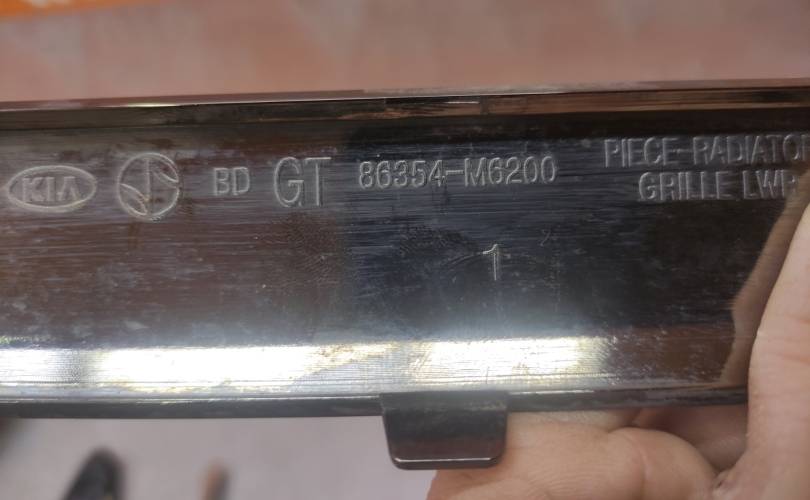 KIA BD GT 86354-M6200
PIECE-RADIATOR
GRILLE LWR
1